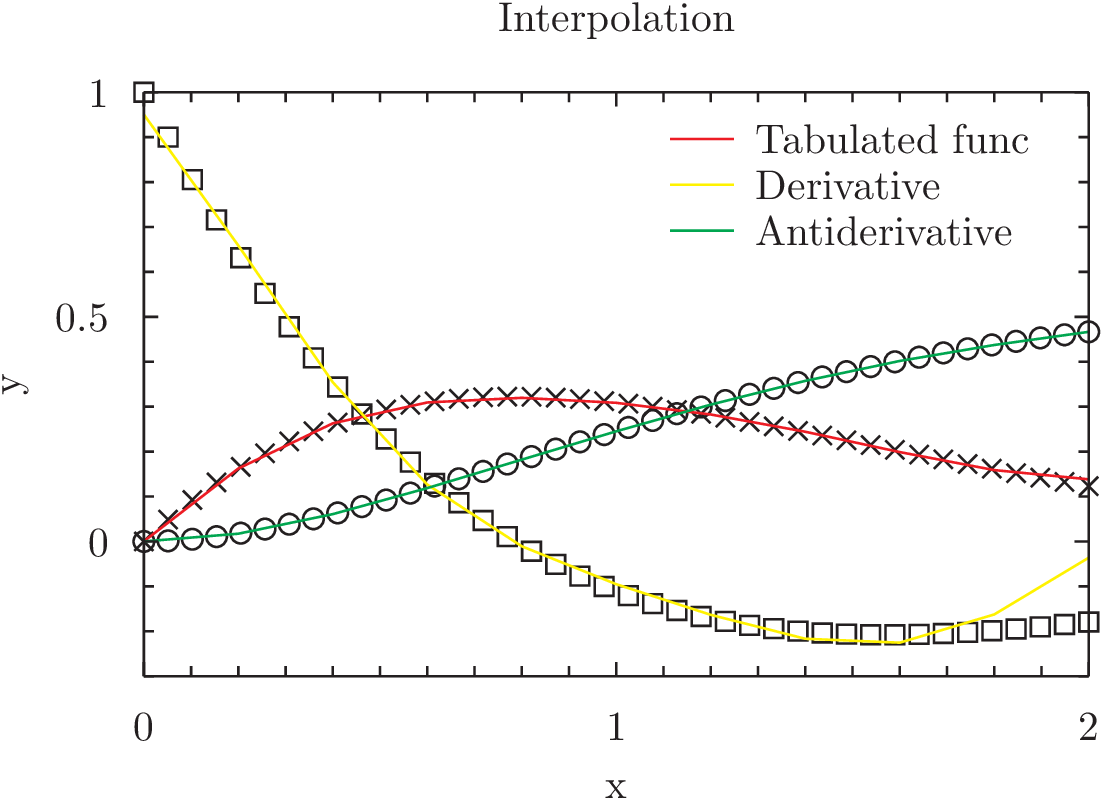 Interpolation
1
Tabulated func
Derivative
Antiderivative
0.5
y
0
0 1 2
x